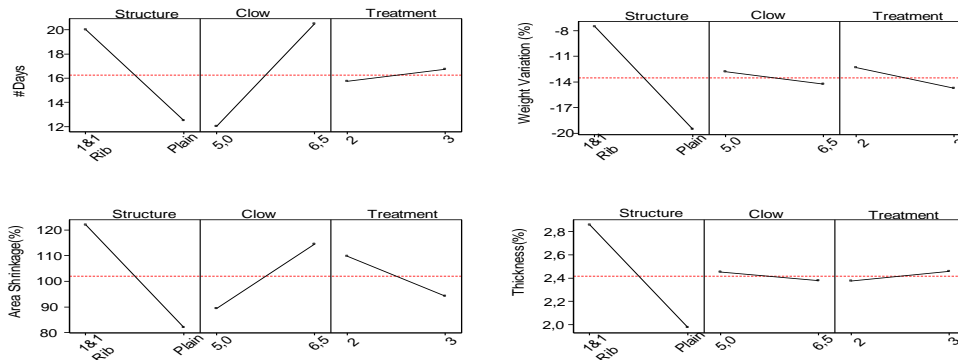 Structure Clow Treatment
#Days
20
18
16
14
12
1&1 Rib Plain 5,0 6,5 2 3
Structure Clow Treatment
Weight Variation (%)
-8
-11
-14
-17
-20
1&1 Rib Plain 5,0 6,5 2 3
Structure Clow Treatment
Area Shrinkage(%)
120
110
100
90
80
1&1 Rib Plain 5,0 6,5 2 3
Structure Clow Treatment
Thickness(%)
2,8
2,6
2,4
2,2
2,0
1&1 Rib Plain 5,0 6,5 2 3